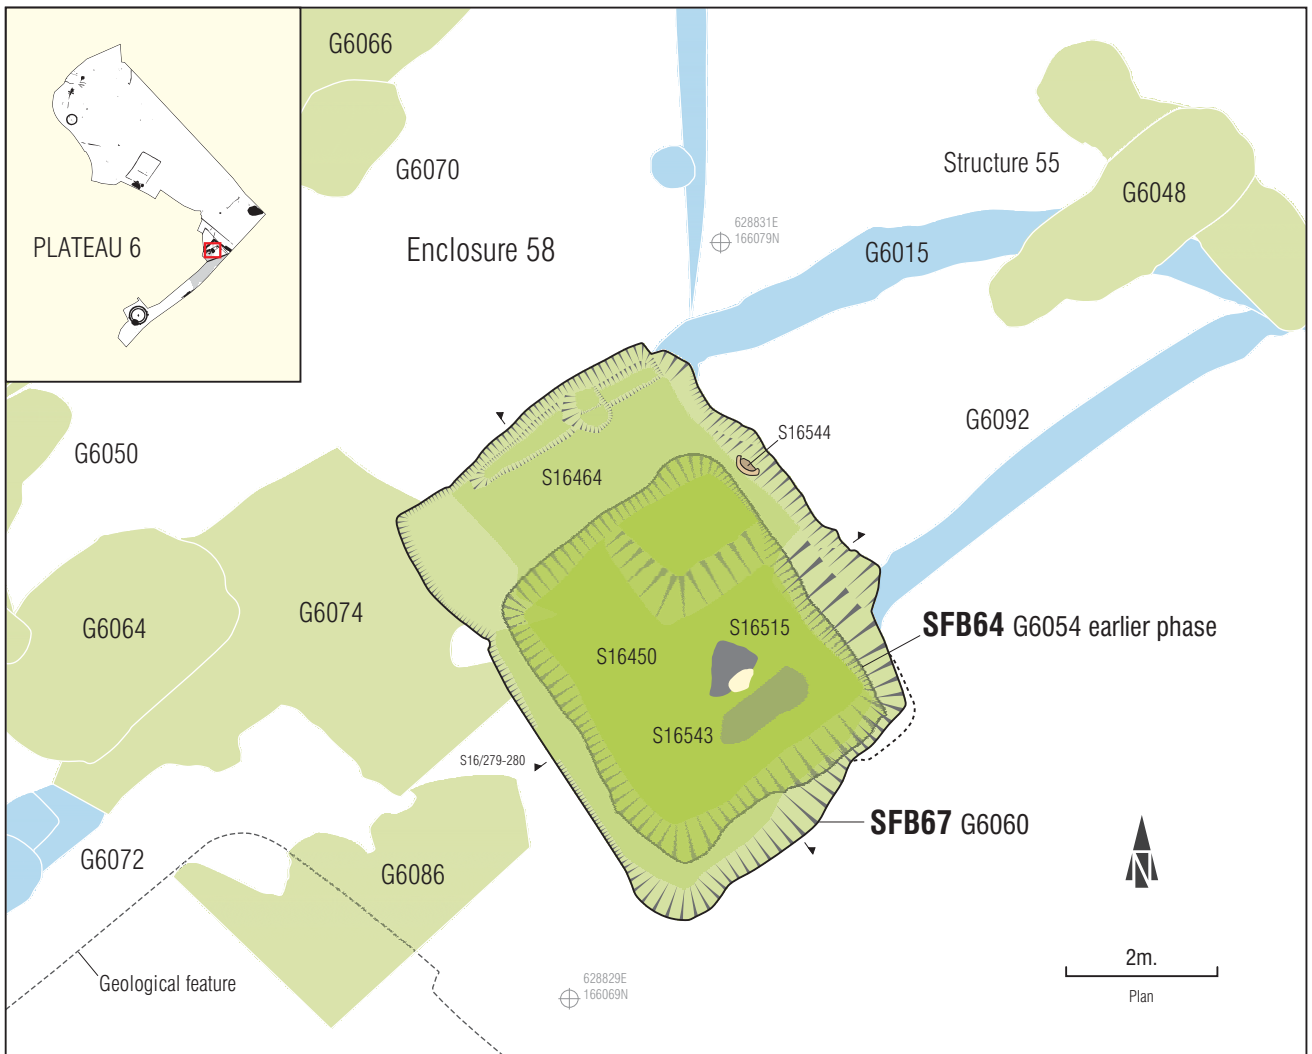 G6066
G6070
Structure 55
G6048
628831E
166079N
PLATEAU 6
Enclosure 58
G6015
G6050
S16544
G6092
S16464
G6064
G6074
SFB64 G6054 earlier phase
S16515
S16450
S16543
S16/279-280
SFB67 G6060
G6072
G6086
N
2m.
Plan
Geological feature
628829E
166069N